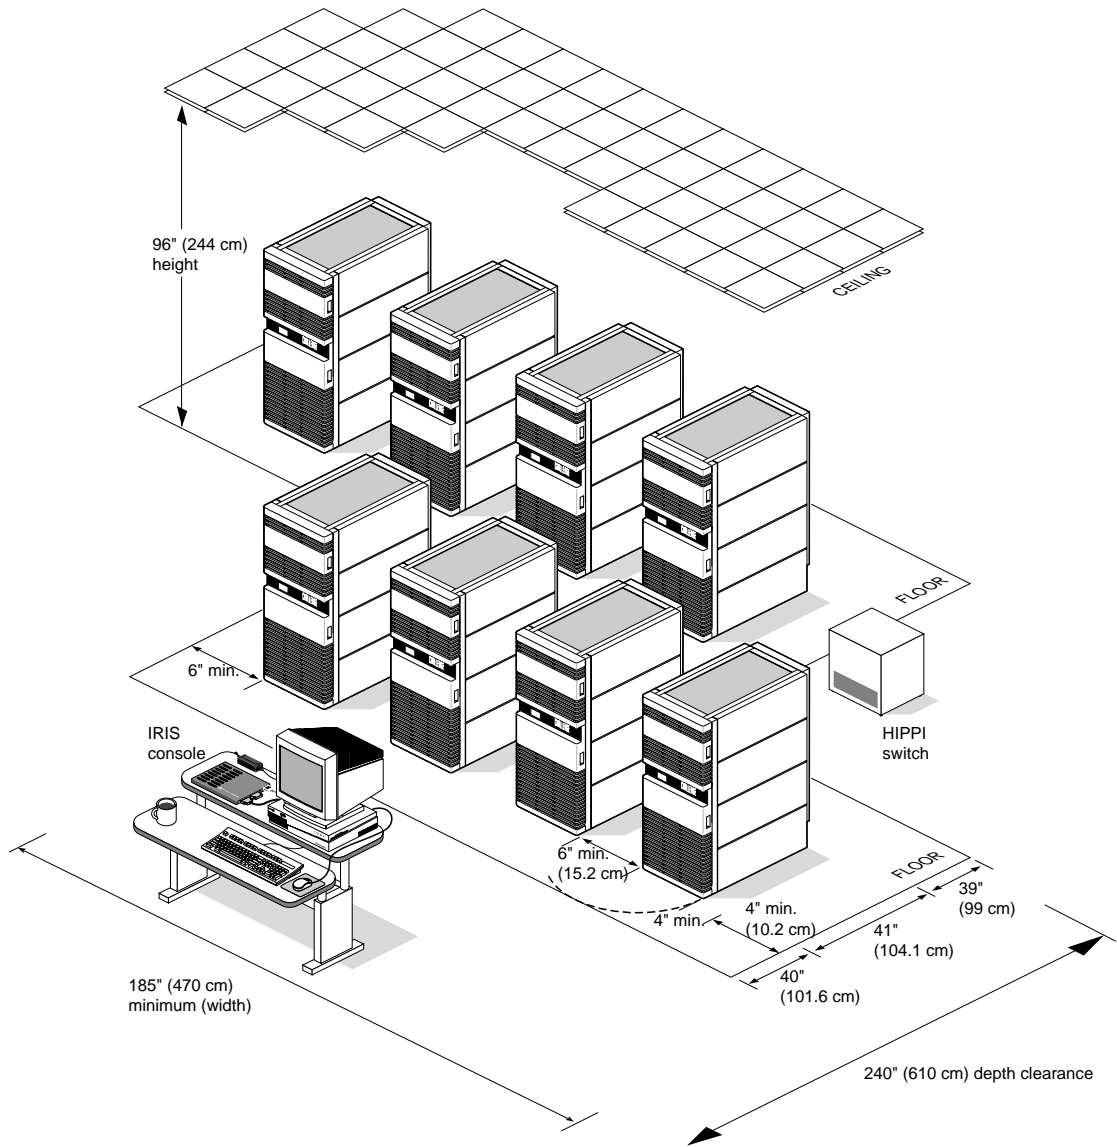 96" (244 cm)
height
CEILING
FLOOR
6" min.
IRIS
console
HIPPI
switch
6" min.
(15.2 cm)
FLOOR
39"
(99 cm)
4" min.
4" min.
(10.2 cm)
41"
(104.1 cm)
40"
(101.6 cm)
185" (470 cm)
minimum (width)
240" (610 cm) depth clearance